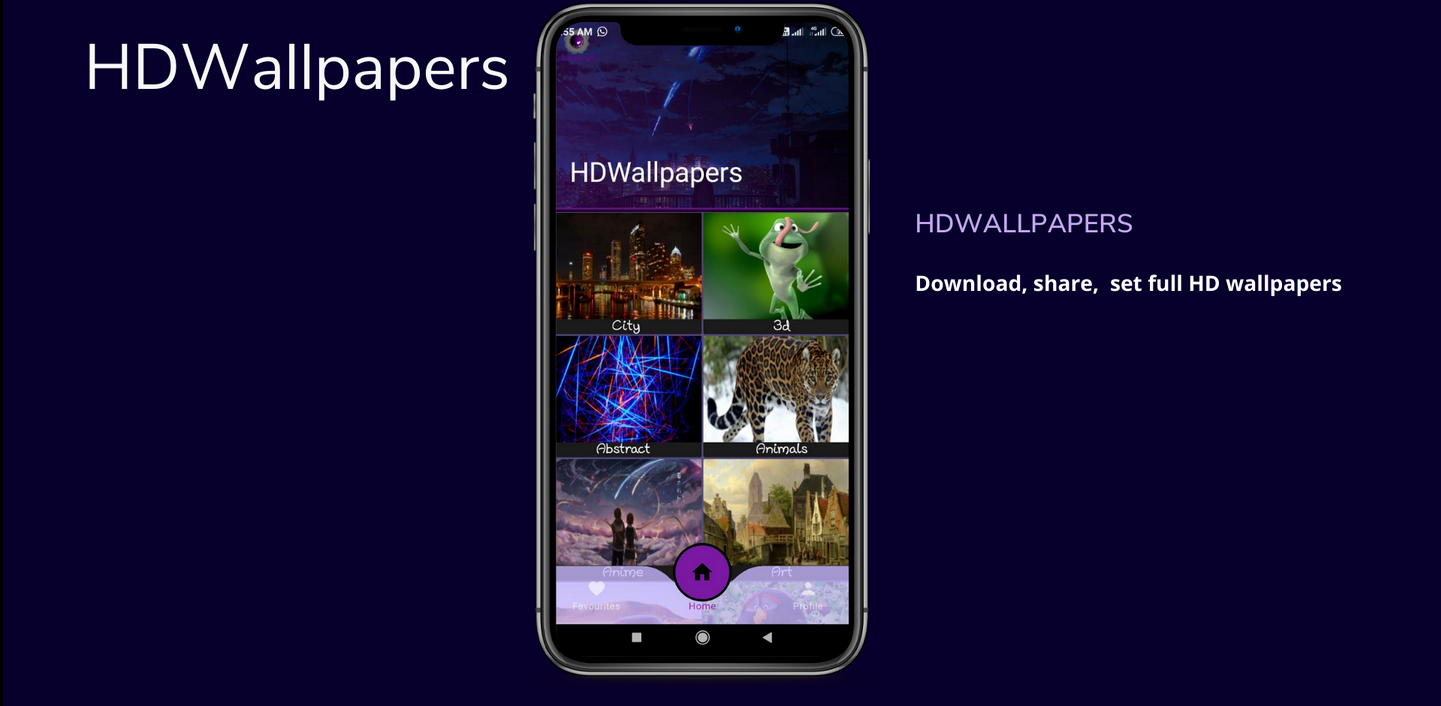 HDWallpapers
:55 AM
HDWallpapers
HDWALLPAPERS
Download, share,  set full HD wallpapers
City
3d
Abstract
Animals
Anime
Art
Favourites
Home
Profile